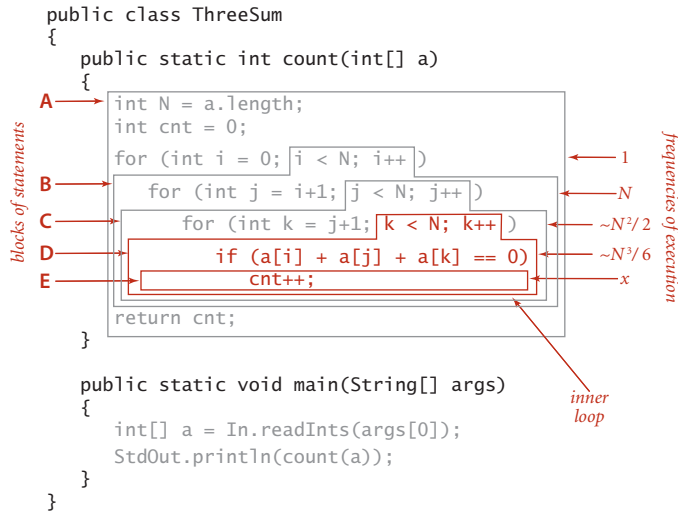 public class ThreeSum
{
public static int count(int[] a)
{
A
int N = a.length;
int cnt = 0;
for (int i = 0; i < N; i++ )
1
B
for (int j = i+1; j < N; j++ )
N
C
for (int k = j+1; k < N; k++ )
~N²/2
D
if (a[i] + a[j] + a[k] == 0)
~N³/6
E
cnt++;
x
return cnt;
}
blocks of statements
frequencies of execution
inner
loop
public static void main(String[] args)
{
int[] a = In.readInts(args[0]);
StdOut.println(count(a));
}
}